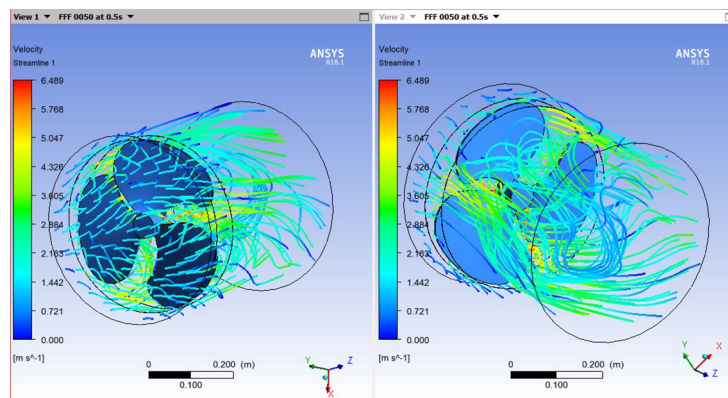 View 1 FFF 0050 at 0.5s
Velocity
Streamline 1
ANSYS
R18.1
6.489
5.768
5.047
4.326
3.605
2.884
2.163
1.442
0.721
0.000
[m s^-1]
0 0.200 (m)
0.100
Y Z
X
View 2 FFF 0050 at 0.5s
Velocity
Streamline 1
ANSYS
R18.1
6.489
5.768
5.047
4.326
3.605
2.884
2.163
1.442
0.721
0.000
[m s^-1]
0 0.200 (m)
0.100
Y X
Z